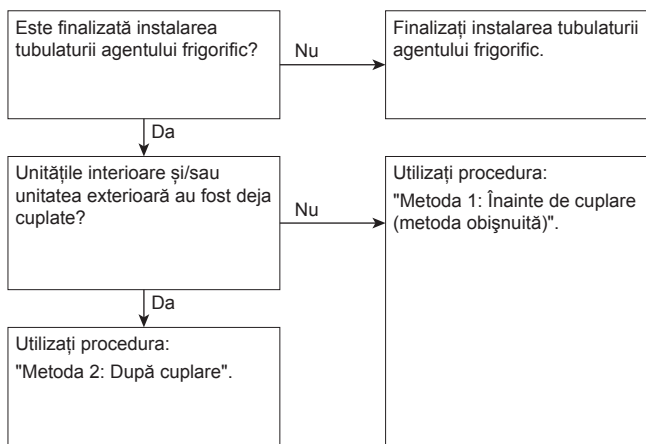 Este finalizată instalarea
tubulaturii agentului frigorific?
Nu
Finalizați instalarea tubulaturii
agentului frigorific.
Da
Unitățile interioare și/sau
unitatea exterioară au fost deja
cuplate?
Nu
Utilizați procedura:
"Metoda 1: Înainte de cuplare
(metoda obişnuită)".
Da
Utilizați procedura:
"Metoda 2: După cuplare".